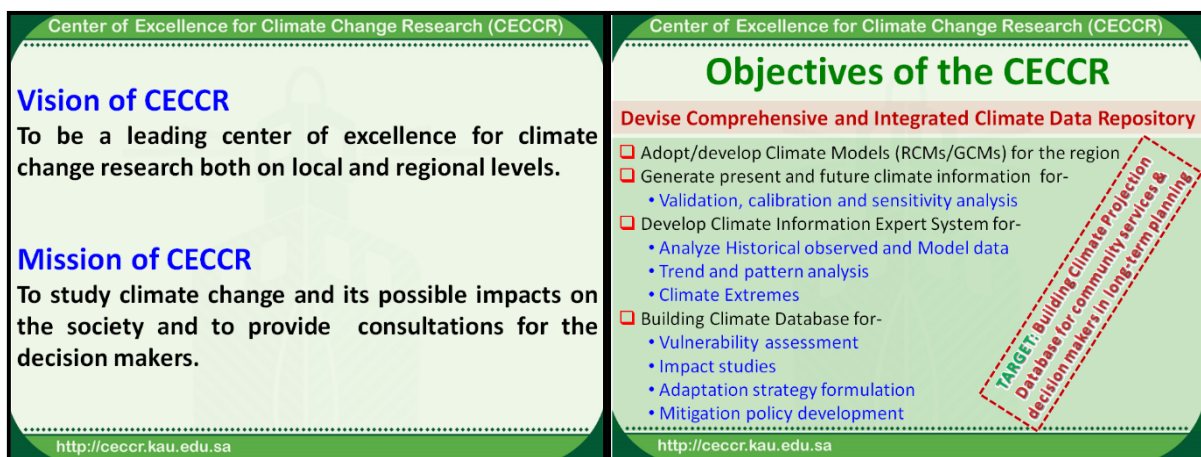 Center of Excellence for Climate Change Research (CECCR)
Vision of CECCR
To be a leading center of excellence for climate
change research both on local and regional levels.
Mission of CECCR
To study climate change and its possible impacts on
the society and to provide consultations for the
decision makers.
http://ceccr.kau.edu.sa
Center of Excellence for Climate Change Research (CECCR)
Objectives of the CECCR
Devise Comprehensive and Integrated Climate Data Repository
❑ Adopt/develop Climate Models (RCMs/GCMs) for the region
❑ Generate present and future climate information for-
• Validation, calibration and sensitivity analysis
❑ Develop Climate Information Expert System for-
• Analyze Historical observed and Model data
• Trend and pattern analysis
• Climate Extremes
❑ Building Climate Database for-
• Vulnerability assessment
• Impact studies
• Adaptation strategy formulation
• Mitigation policy development
TARGET: Building Climate Projection
Database for community services &
decision makers in long-term planning
http://ceccr.kau.edu.sa